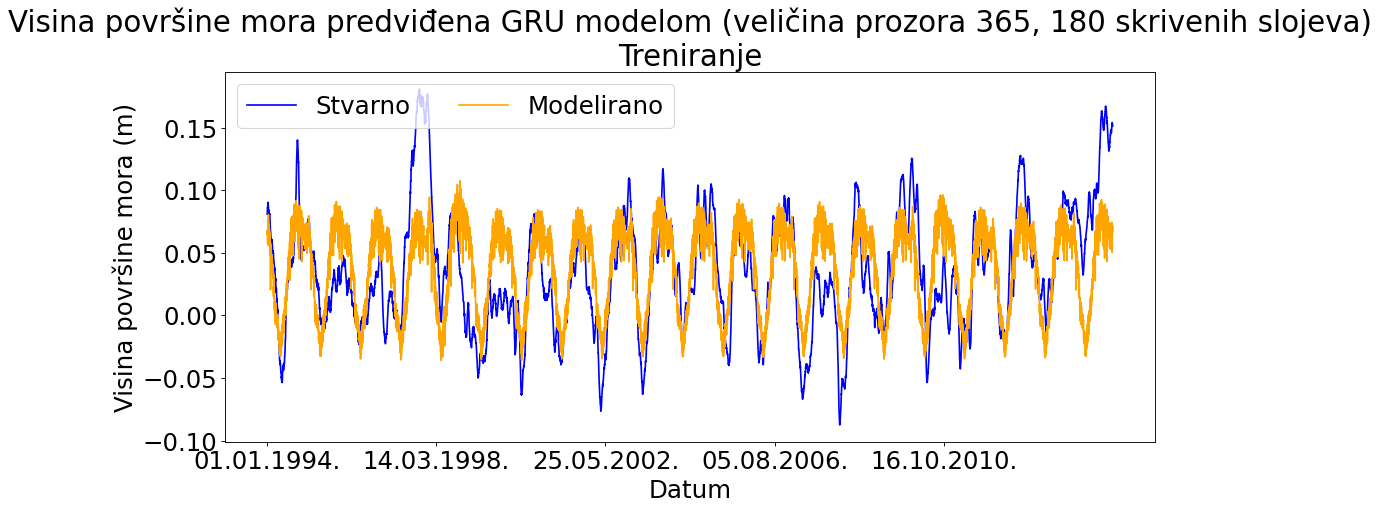 Visina površine mora predviđena GRU modelom (veličina prozora 365, 180 skrivenih slojeva)
Treniranje
Stvarno Modelirano
Visina površine mora (m)
0.15
0.10
0.05
0.00
−0.05
−0.10
01.01.1994. 14.03.1998. 25.05.2002. 05.08.2006. 16.10.2010.
Datum